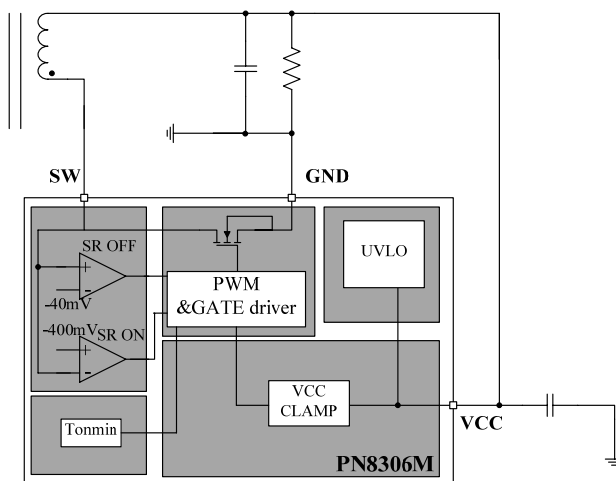 SW
GND
SR OFF
+
-
-40mV
-400mV
SR ON
+
-
PWM
&GATE driver
UVLO
VCC
CLAMP
VCC
Tonmin
PN8306M